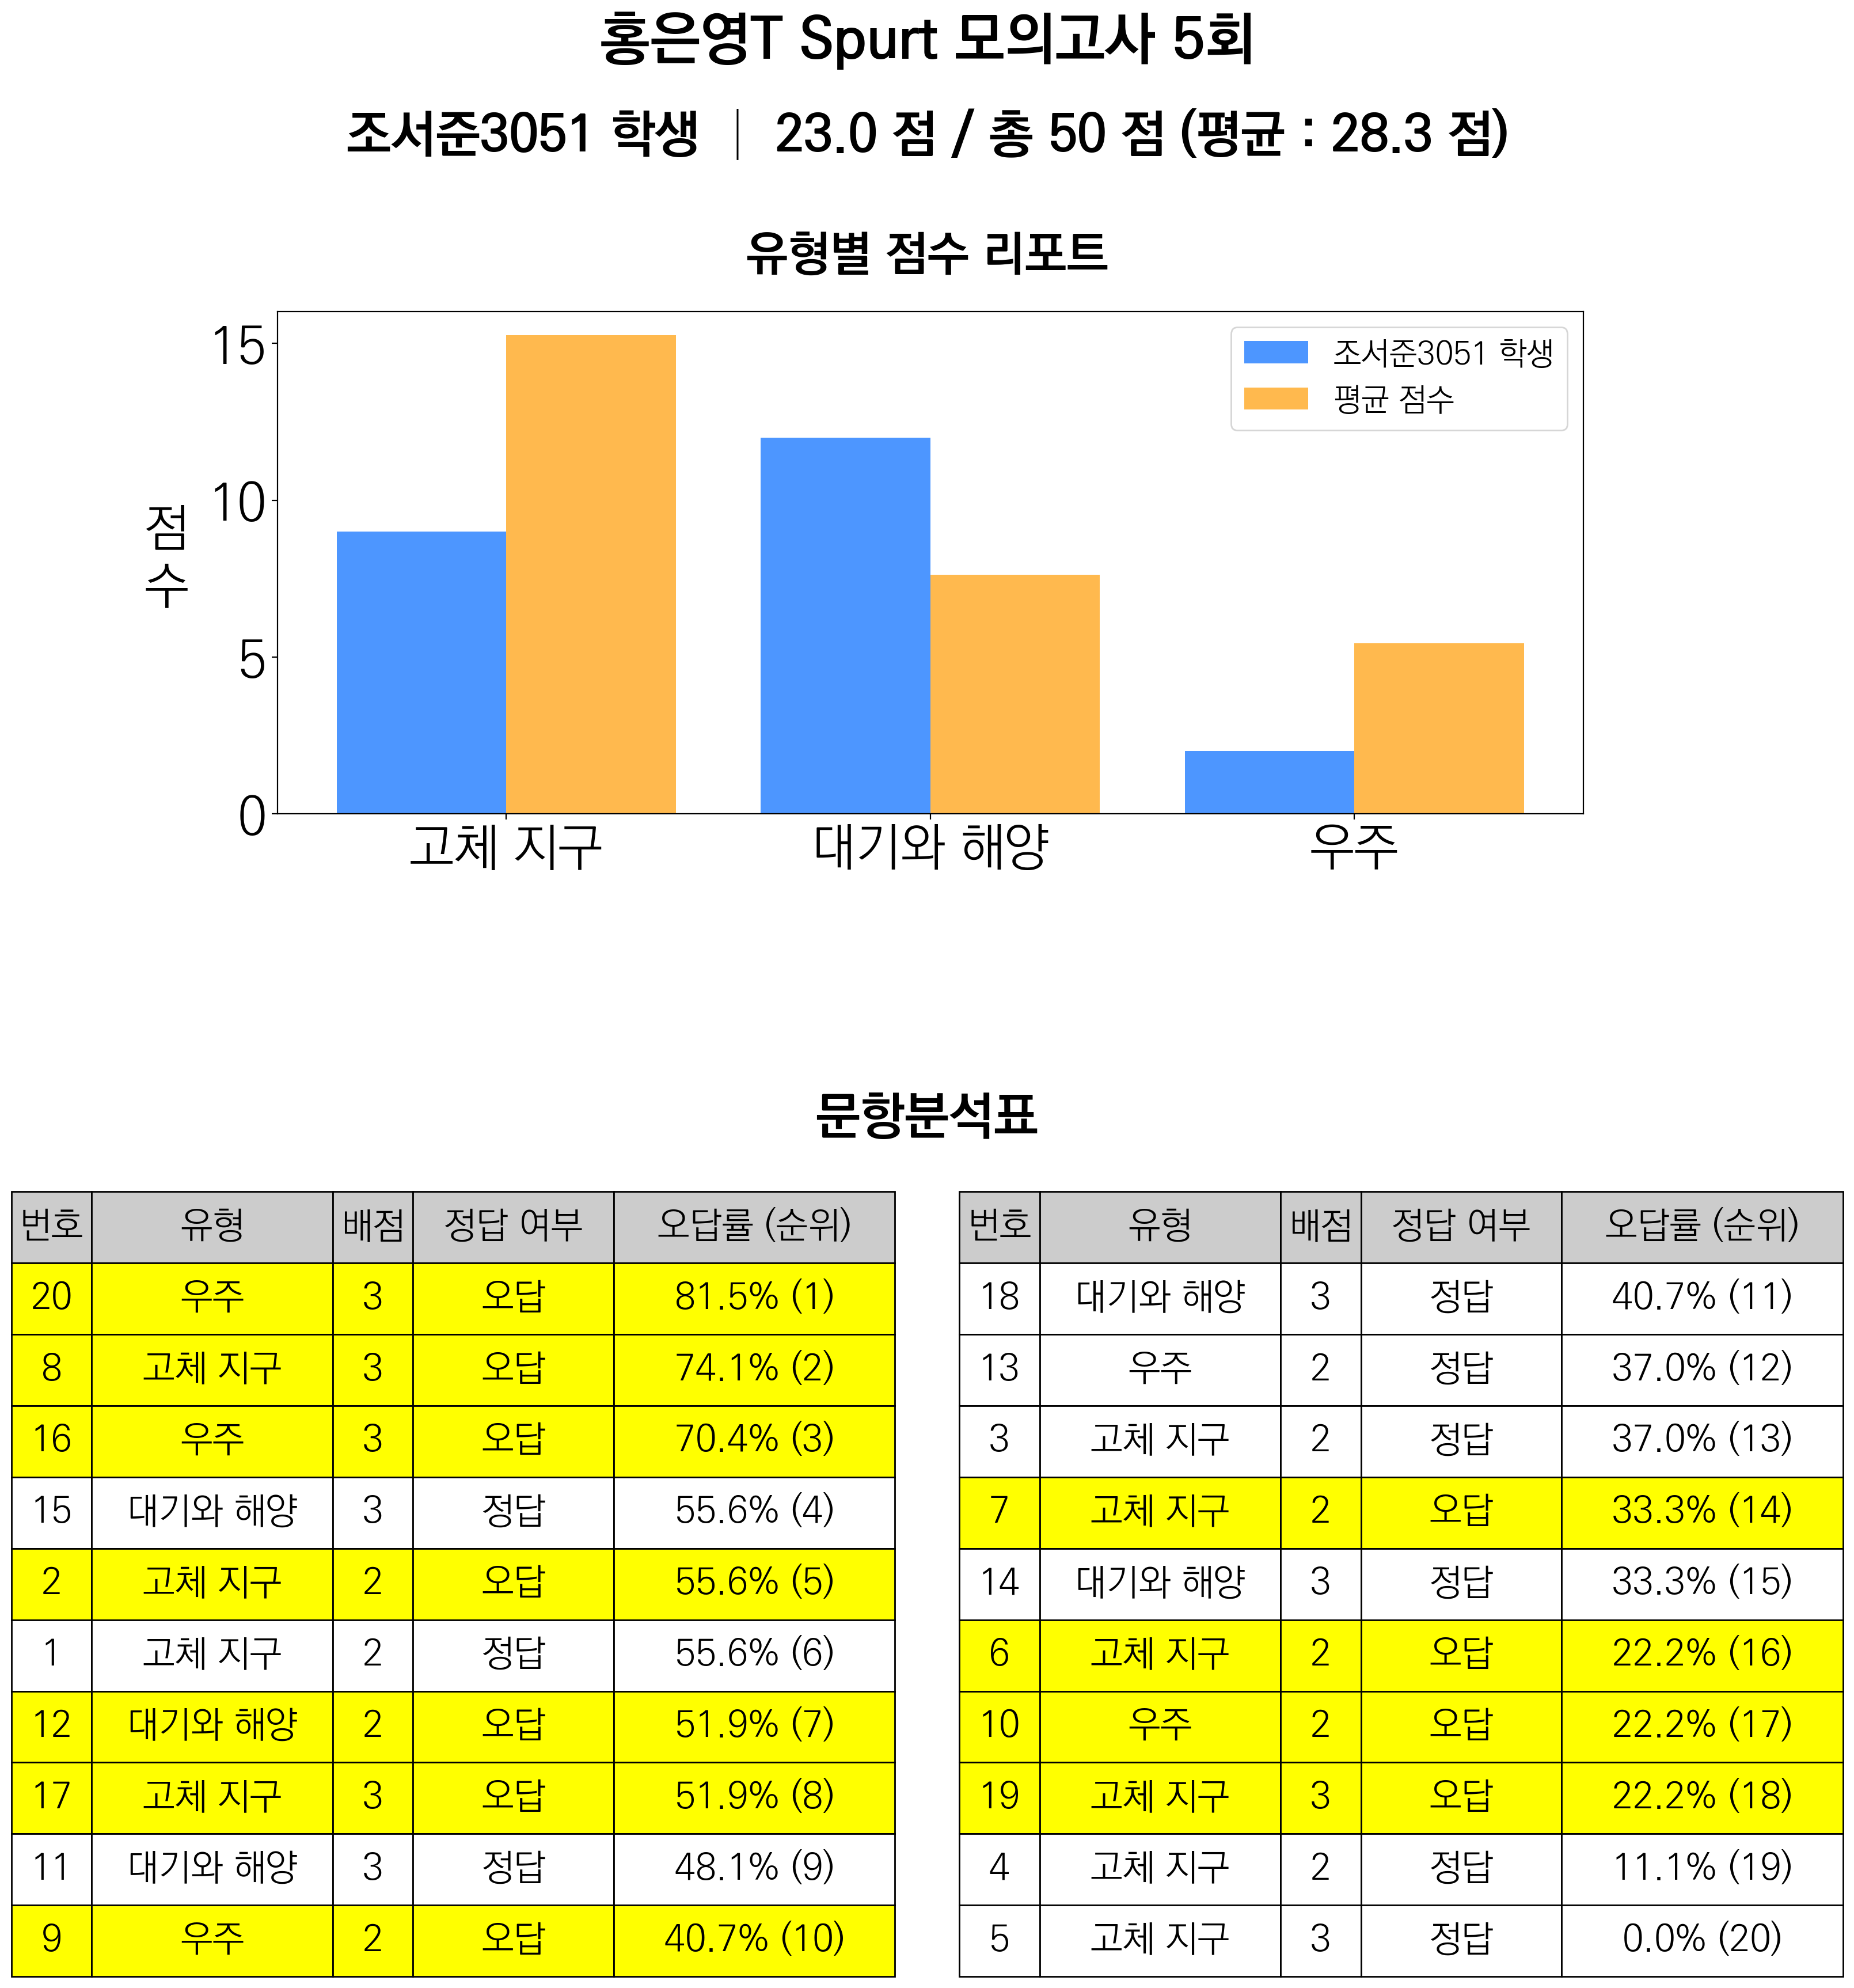 홍은영T Spurt 모의고사 5회
조서준3051 학생 | 23.0 점 / 총 50 점 (평균 : 28.3 점)
유형별 점수 리포트
조서준3051 학생
평균 점수
점
수
15
10
5
0
고체 지구 대기와 해양 우주
문항분석표
번호 유형 배점 정답 여부 오답률 (순위)
20 우주 3 오답 81.5% (1)
8 고체 지구 3 오답 74.1% (2)
16 우주 3 오답 70.4% (3)
15 대기와 해양 3 정답 55.6% (4)
2 고체 지구 2 오답 55.6% (5)
1 고체 지구 2 정답 55.6% (6)
12 대기와 해양 2 오답 51.9% (7)
17 고체 지구 3 오답 51.9% (8)
11 대기와 해양 3 정답 48.1% (9)
9 우주 2 오답 40.7% (10)
번호 유형 배점 정답 여부 오답률 (순위)
18 대기와 해양 3 정답 40.7% (11)
13 우주 2 정답 37.0% (12)
3 고체 지구 2 정답 37.0% (13)
7 고체 지구 2 오답 33.3% (14)
14 대기와 해양 3 정답 33.3% (15)
6 고체 지구 2 오답 22.2% (16)
10 우주 2 오답 22.2% (17)
19 고체 지구 3 오답 22.2% (18)
4 고체 지구 2 정답 11.1% (19)
5 고체 지구 3 정답 0.0% (20)